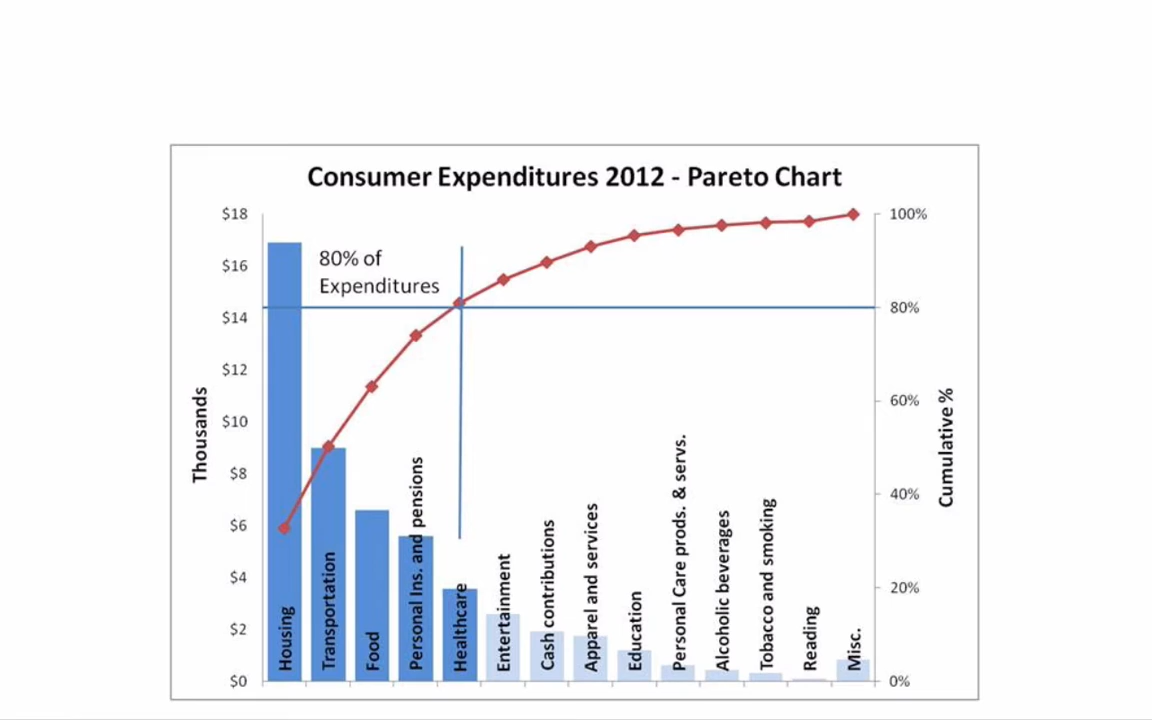 Consumer Expenditures 2012 - Pareto Chart
$18
$16
$14
$12
$10
$8
$6
$4
$2
$0
Thousands
80% of
Expenditures
100%
80%
60%
40%
20%
0%
Cumulative %
Housing
Transportation
Food
Personal Ins. and pensions
Healthcare
Entertainment
Cash contributions
Apparel and services
Education
Personal Care prods. & servs.
Alcoholic beverages
Tobacco and smoking
Reading
Misc.